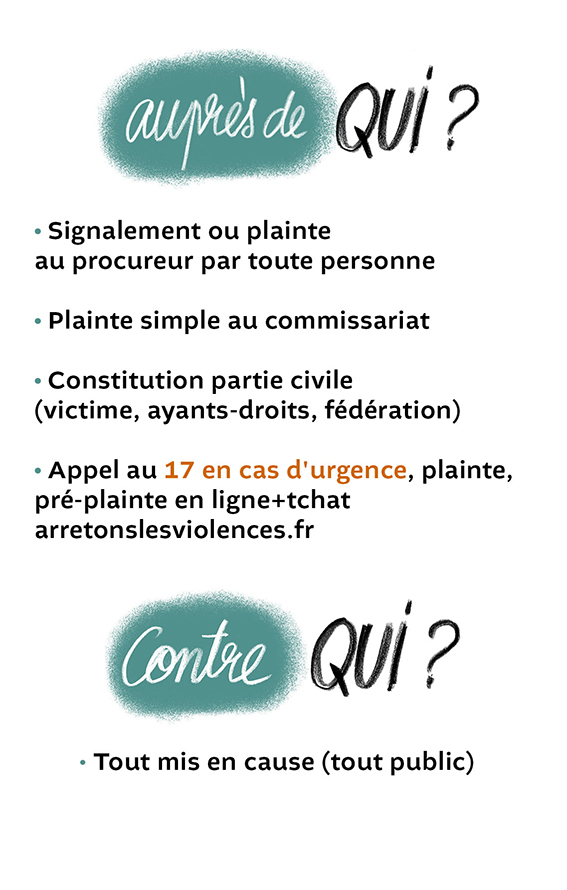 auprès de QUI ?
• Signalement ou plainte
au procureur par toute personne
• Plainte simple au commissariat
• Constitution partie civile
(victime, ayants-droits, fédération)
• Appel au 17 en cas d'urgence, plainte,
pré-plainte en ligne+tchat
arretonslesviolences.fr
Contre QUI ?
• Tout mis en cause (tout public)